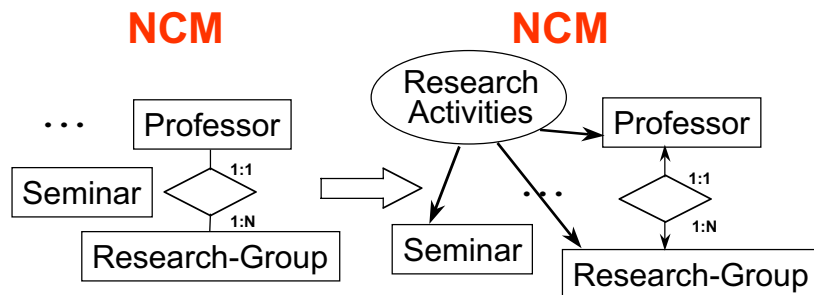 NCM
NCM
Research
Activities
...
Professor
Professor
1:1
1:1
Seminar
...
1:N
1:N
Seminar
Research-Group
Research-Group